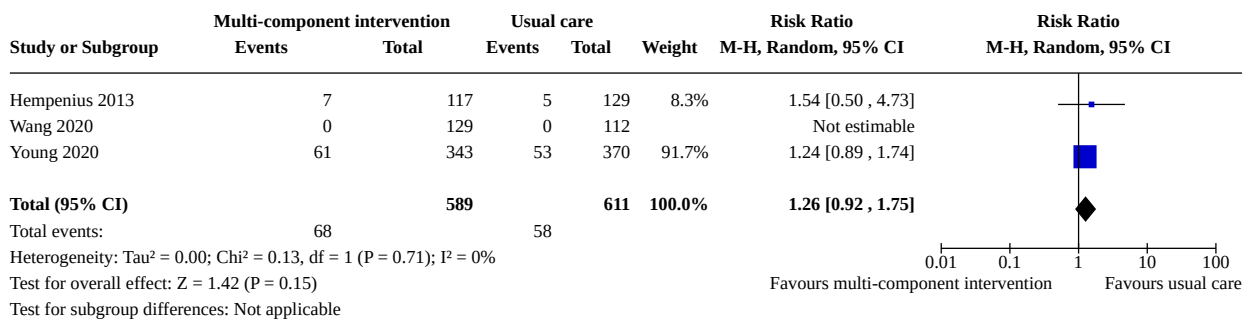 Multi-component intervention Usual care Risk Ratio Risk Ratio
Study or Subgroup Events Total Events Total Weight M-H, Random, 95% CI M-H, Random, 95% CI
Hempenius 2013 7 117 5 129 8.3% 1.54 [0.50 , 4.73]
Wang 2020 0 129 0 112 Not estimable
Young 2020 61 343 53 370 91.7% 1.24 [0.89 , 1.74]
Total (95% CI) 589 611 100.0% 1.26 [0.92 , 1.75]
Total events: 68 58
Heterogeneity: Tau² = 0.00; Chi² = 0.13, df = 1 (P = 0.71); I² = 0%
0.01 0.1 1 10 100
Test for overall effect: Z = 1.42 (P = 0.15) Favours multi-component intervention Favours usual care
Test for subgroup differences: Not applicable